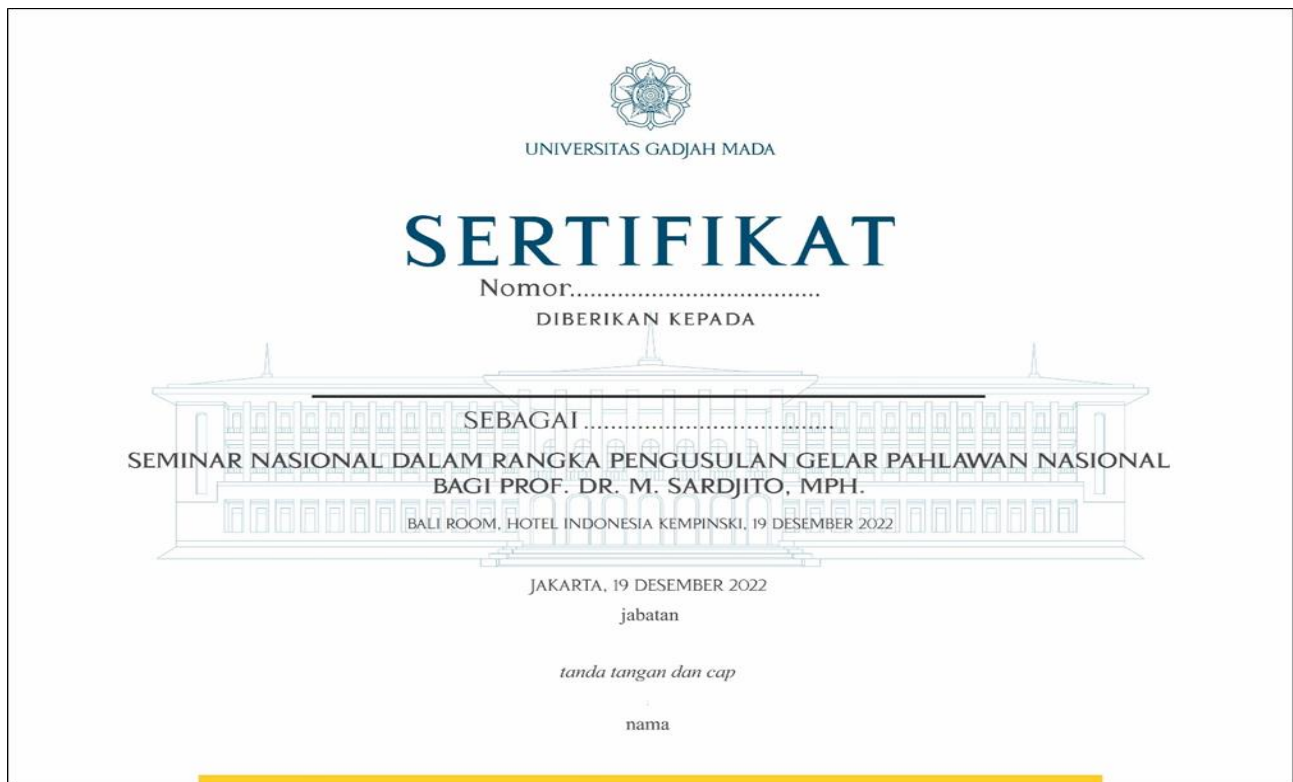 UNIVERSITAS GADJAH MADA
SERTIFIKAT
Nomor.....................................
DIBERIKAN KEPADA
SEBAGAI.....................................
SEMINAR NASIONAL DALAM RANGKA PENGUSULAN GELAR PAHLAWAN NASIONAL
BAGI PROF. DR. M. SARDJITO, MPH.
BALI ROOM, HOTEL INDONESIA KEMPINSKI, 19 DESEMBER 2022
JAKARTA, 19 DESEMBER 2022
jabatan
tanda tangan dan cap
nama